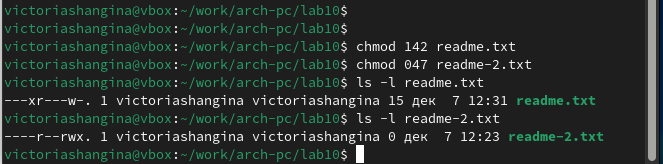 victoriashangina@vbox:~/work/arch-pc/lab10$
victoriashangina@vbox:~/work/arch-pc/lab10$
victoriashangina@vbox:~/work/arch-pc/lab10$ chmod 142 readme.txt
victoriashangina@vbox:~/work/arch-pc/lab10$ chmod 047 readme-2.txt
victoriashangina@vbox:~/work/arch-pc/lab10$ ls -l readme.txt
---xr---w-. 1 victoriashangina victoriashangina 15 дек  7 12:31 readme.txt
victoriashangina@vbox:~/work/arch-pc/lab10$ ls -l readme-2.txt
----r--rwx. 1 victoriashangina victoriashangina 0 дек  7 12:23 readme-2.txt
victoriashangina@vbox:~/work/arch-pc/lab10$